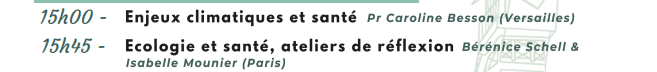 15h00 - Enjeux climatiques et santé Pr Caroline Besson (Versailles)
15h45 - Ecologie et santé, ateliers de réflexion Bérénice Schell &
Isabelle Mounier (Paris)